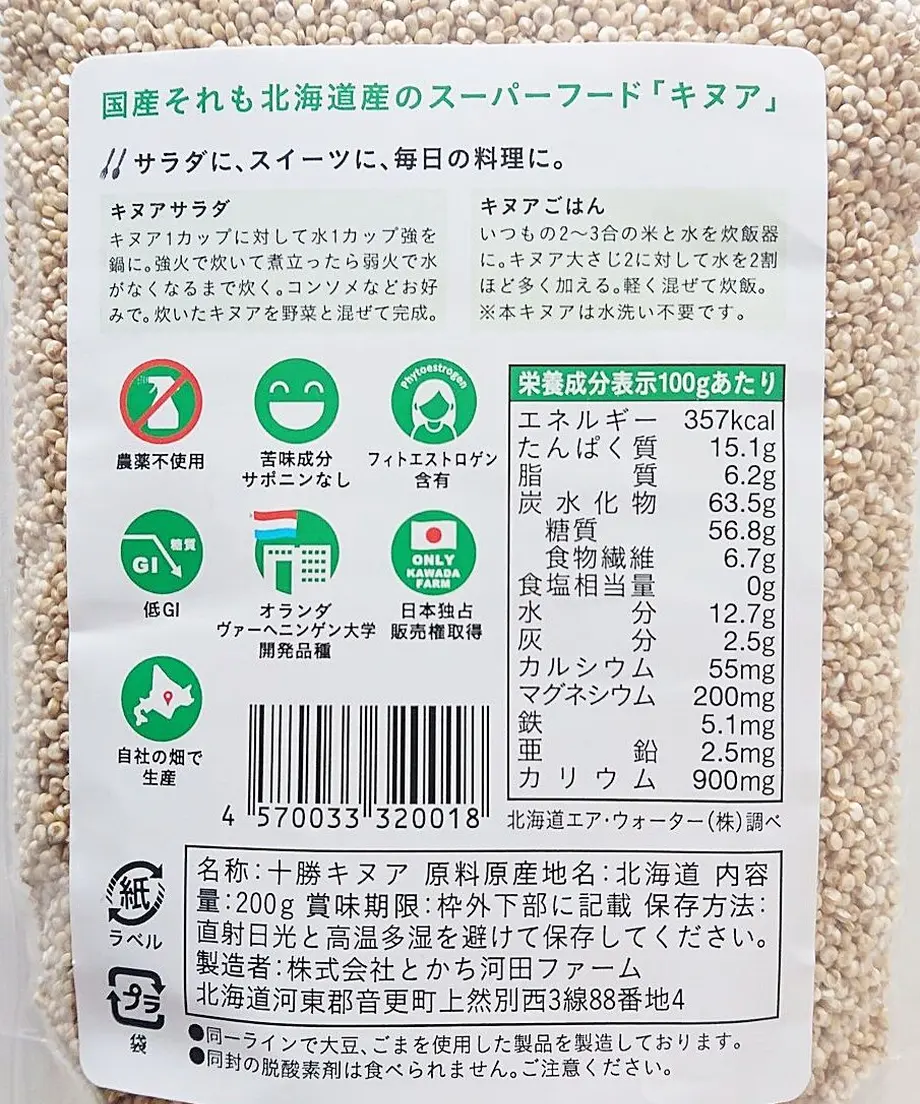 国産それも北海道産のスーパーフード「キヌア」
サラダに、スイーツに、毎日の料理に。
キヌアサラダ
キヌア1カップに対して水1カップ強を
鍋に。強火で炊いて煮立ったら弱火で水
がなくなるまで炊く。コンソメなどお好
みで。炊いたキヌアを野菜と混ぜて完成。
キヌアごはん
いつもの2〜3合の米と水を炊飯器
に。キヌア大さじ2に対して水を2割
ほど多く加える。軽く混ぜて炊飯。
※本キヌアは水洗い不要です。
農薬不使用
苦味成分
サポニンなし
Phytoestrogen
フィトエストロゲン
含有
GI 糖質
低GI
オランダ
ヴァーヘニンゲン大学
開発品種
ONLY
KAWADA
FARM
日本独占
販売権取得
自社の畑で
生産
栄養成分表示100gあたり
エネルギー 357kcal
たんぱく質 15.1g
脂質 6.2g
炭水化物 63.5g
糖質 56.8g
食物繊維 6.7g
食塩相当量 0g
水分 12.7g
灰分 2.5g
カルシウム 55mg
マグネシウム 200mg
鉄 5.1mg
亜鉛 2.5mg
カリウム 900mg
北海道エア・ウォーター(株)調べ
4 570033 320018
名称:十勝キヌア 原料原産地名:北海道 内容
量:200g 賞味期限:枠外下部に記載 保存方法:
直射日光と高温多湿を避けて保存してください。
製造者:株式会社とかち河田ファーム
北海道河東郡音更町上然別西3線88番地4
紙
ラベル
プラ
袋
●同一ラインで大豆、ごまを使用した製品を製造しております。
●同封の脱酸素剤は食べられません。ご注意ください。